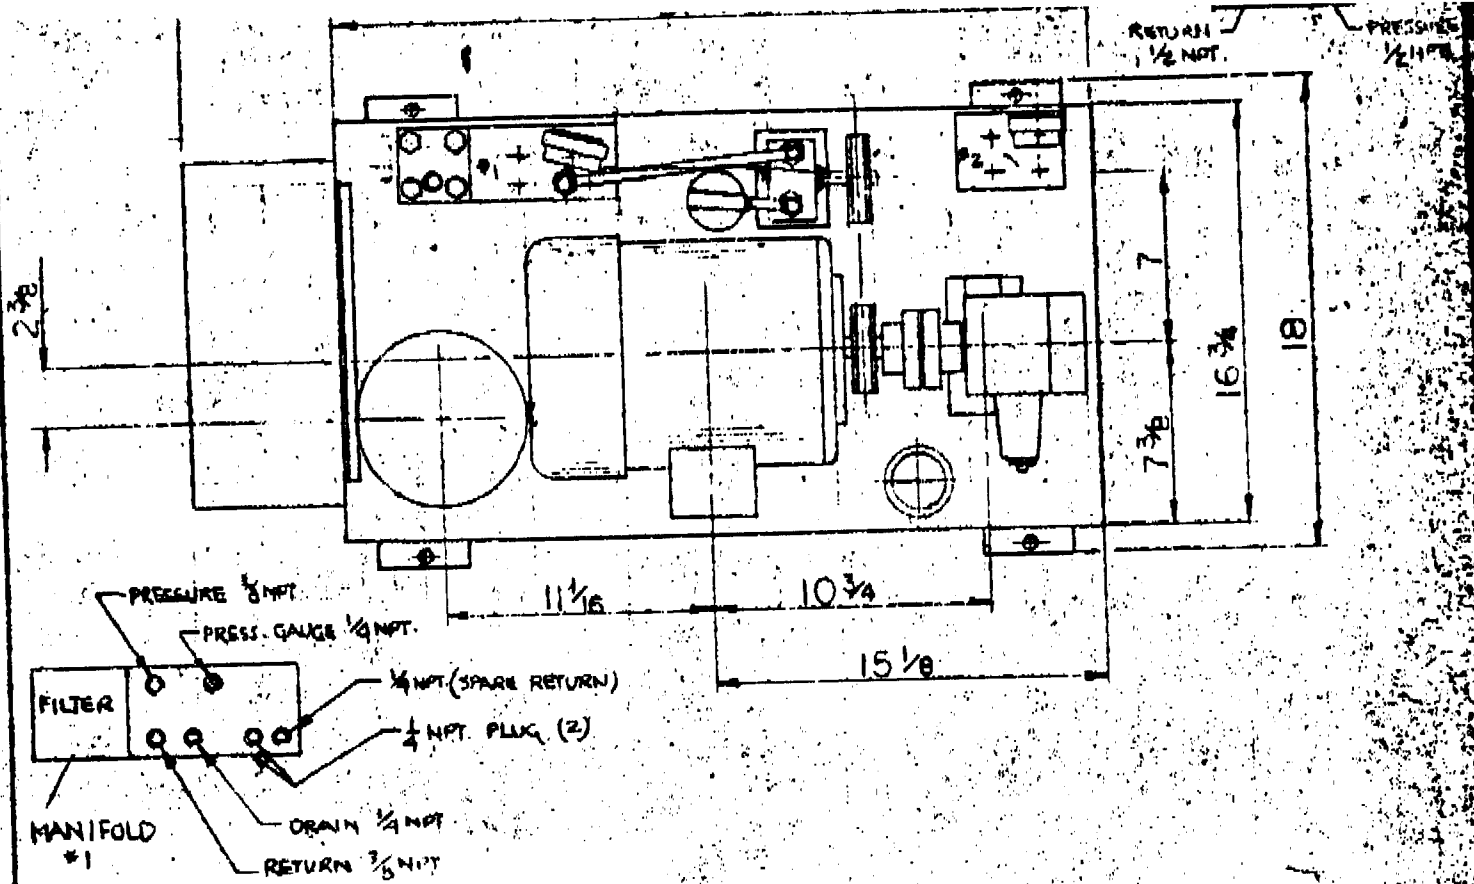 RETURN
1/2 NPT.
PRESSURE
#1
#2
2 3/8
7
16 3/4
18
7 3/8
11 1/16
10 3/4
15 1/8
PRESSURE 3/8 NPT.
PRESS. GAUGE 1/4 NPT.
FILTER
1/4 NPT. (SPARE RETURN)
1/4 NPT. PLUG (2)
MANIFOLD
#1
DRAIN 1/4 NPT
RETURN 3/8 NPT